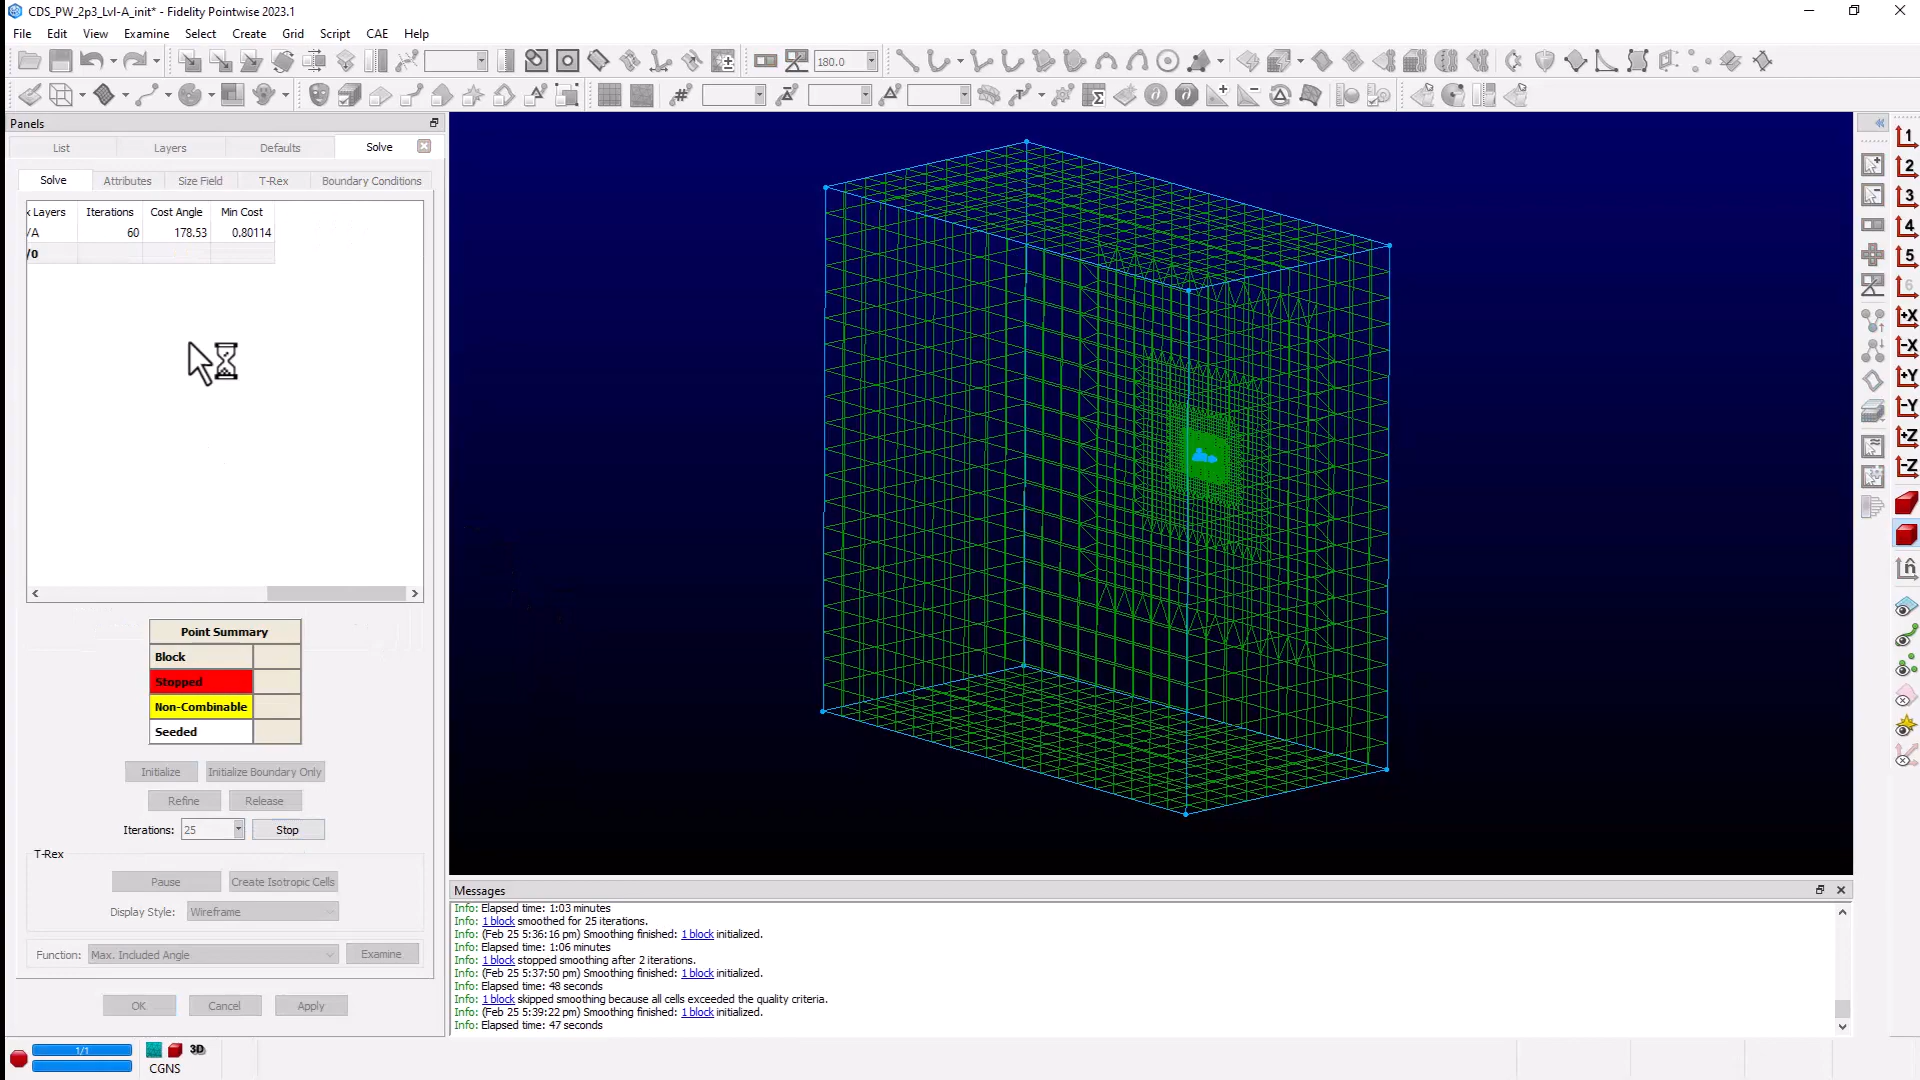 CDS_PW_2p3_Lvl-A_init* - Fidelity Pointwise 2023.1
File Edit View Examine Select Create Grid Script CAE Help
180.0
Panels
List Layers Defaults Solve
Solve Attributes Size Field T-Rex Boundary Conditions
Layers Iterations Cost Angle Min Cost
/A 60 178.53 0.80114
/0
Point Summary
Block
Stopped
Non-Combinable
Seeded
Initialize Initialize Boundary Only
Refine Release
Iterations: 25 Stop
T-Rex
Pause Create Isotropic Cells
Display Style: Wireframe
Function: Max. Included Angle Examine
OK Cancel Apply
1/1
3D
CGNS
Messages
Info: Elapsed time: 1:03 minutes
Info: 1 block smoothed for 25 iterations.
Info: (Feb 25 5:36:16 pm) Smoothing finished: 1 block initialized.
Info: Elapsed time: 1:06 minutes
Info: 1 block stopped smoothing after 2 iterations.
Info: (Feb 25 5:37:50 pm) Smoothing finished: 1 block initialized.
Info: Elapsed time: 48 seconds
Info: 1 block skipped smoothing because all cells exceeded the quality criteria.
Info: (Feb 25 5:39:22 pm) Smoothing finished: 1 block initialized.
Info: Elapsed time: 47 seconds
1
2
3
4
5
6
+X
-X
+Y
-Y
+Z
-Z
n̂